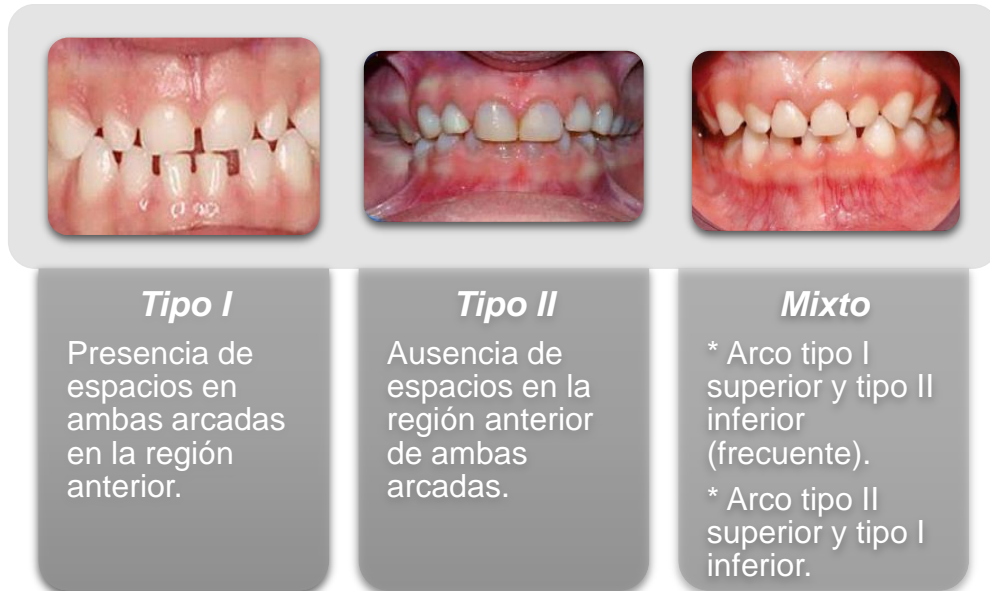 Tipo I
Presencia de
espacios en
ambas arcadas
en la región
anterior.
Tipo II
Ausencia de
espacios en la
región anterior
de ambas
arcadas.
Mixto
* Arco tipo I
superior y tipo II
inferior
(frecuente).
* Arco tipo II
superior y tipo I
inferior.